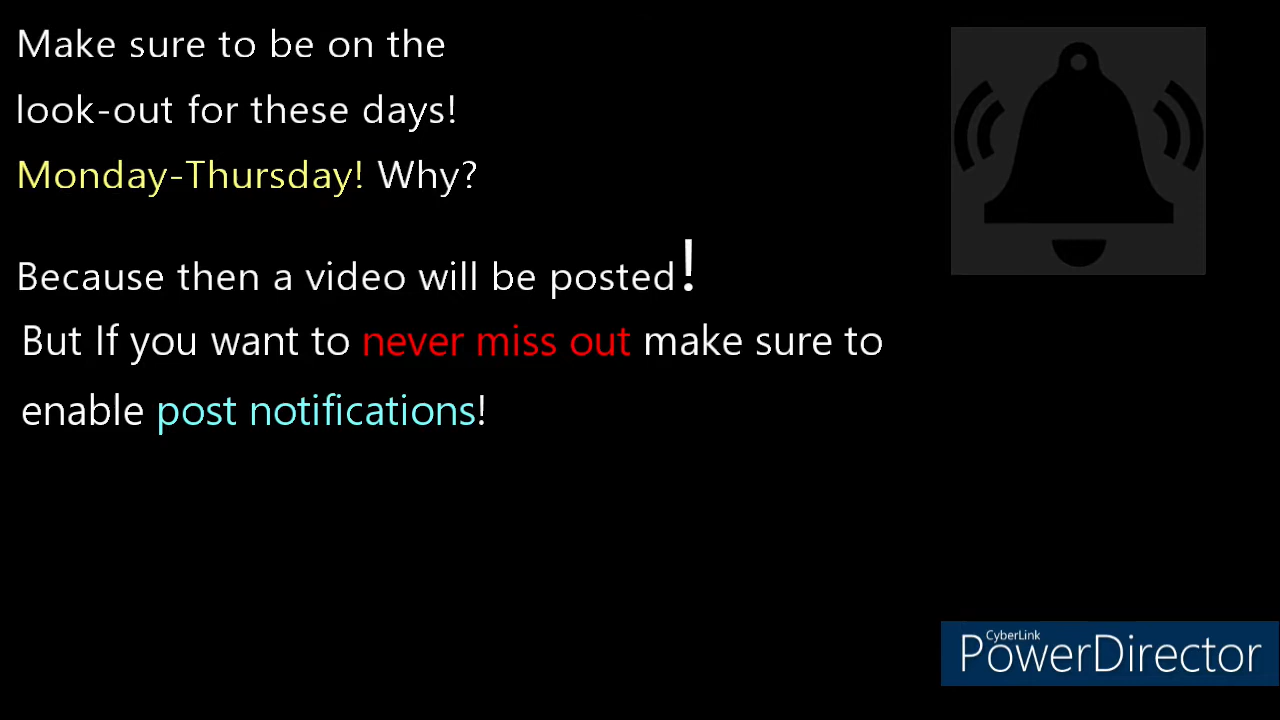 Make sure to be on the
look-out for these days!
Monday-Thursday! Why?
Because then a video will be posted!
But If you want to never miss out make sure to
enable post notifications!
CyberLink
PowerDirector